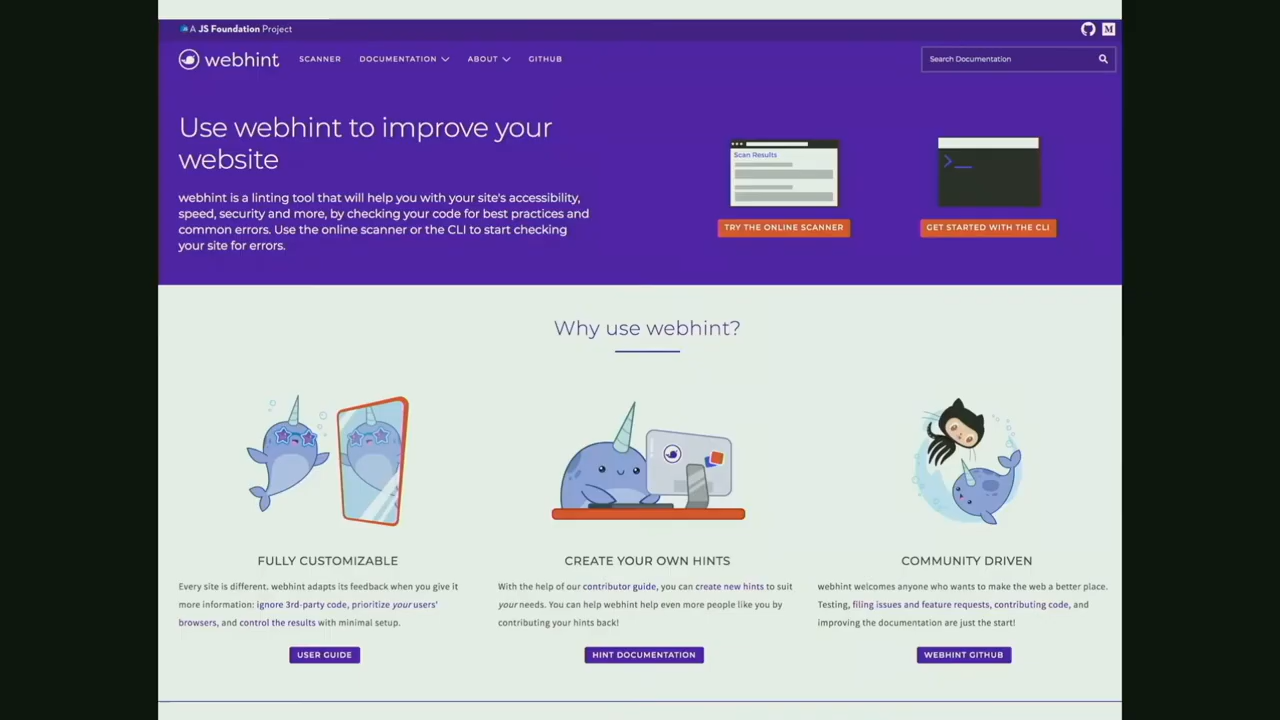 A JS Foundation Project
M
webhint
SCANNER
DOCUMENTATION
ABOUT
GITHUB
Search Documentation
Use webhint to improve your
website
webhint is a linting tool that will help you with your site's accessibility,
speed, security and more, by checking your code for best practices and
common errors. Use the online scanner or the CLI to start checking
your site for errors.
Scan Results
TRY THE ONLINE SCANNER
GET STARTED WITH THE CLI
Why use webhint?
FULLY CUSTOMIZABLE
Every site is different. webhint adapts its feedback when you give it
more information: ignore 3rd-party code, prioritize your users'
browsers, and control the results with minimal setup.
USER GUIDE
CREATE YOUR OWN HINTS
With the help of our contributor guide, you can create new hints to suit
your needs. You can help webhint help even more people like you by
contributing your hints back!
HINT DOCUMENTATION
COMMUNITY DRIVEN
webhint welcomes anyone who wants to make the web a better place.
Testing, filing issues and feature requests, contributing code, and
improving the documentation are just the start!
WEBHINT GITHUB